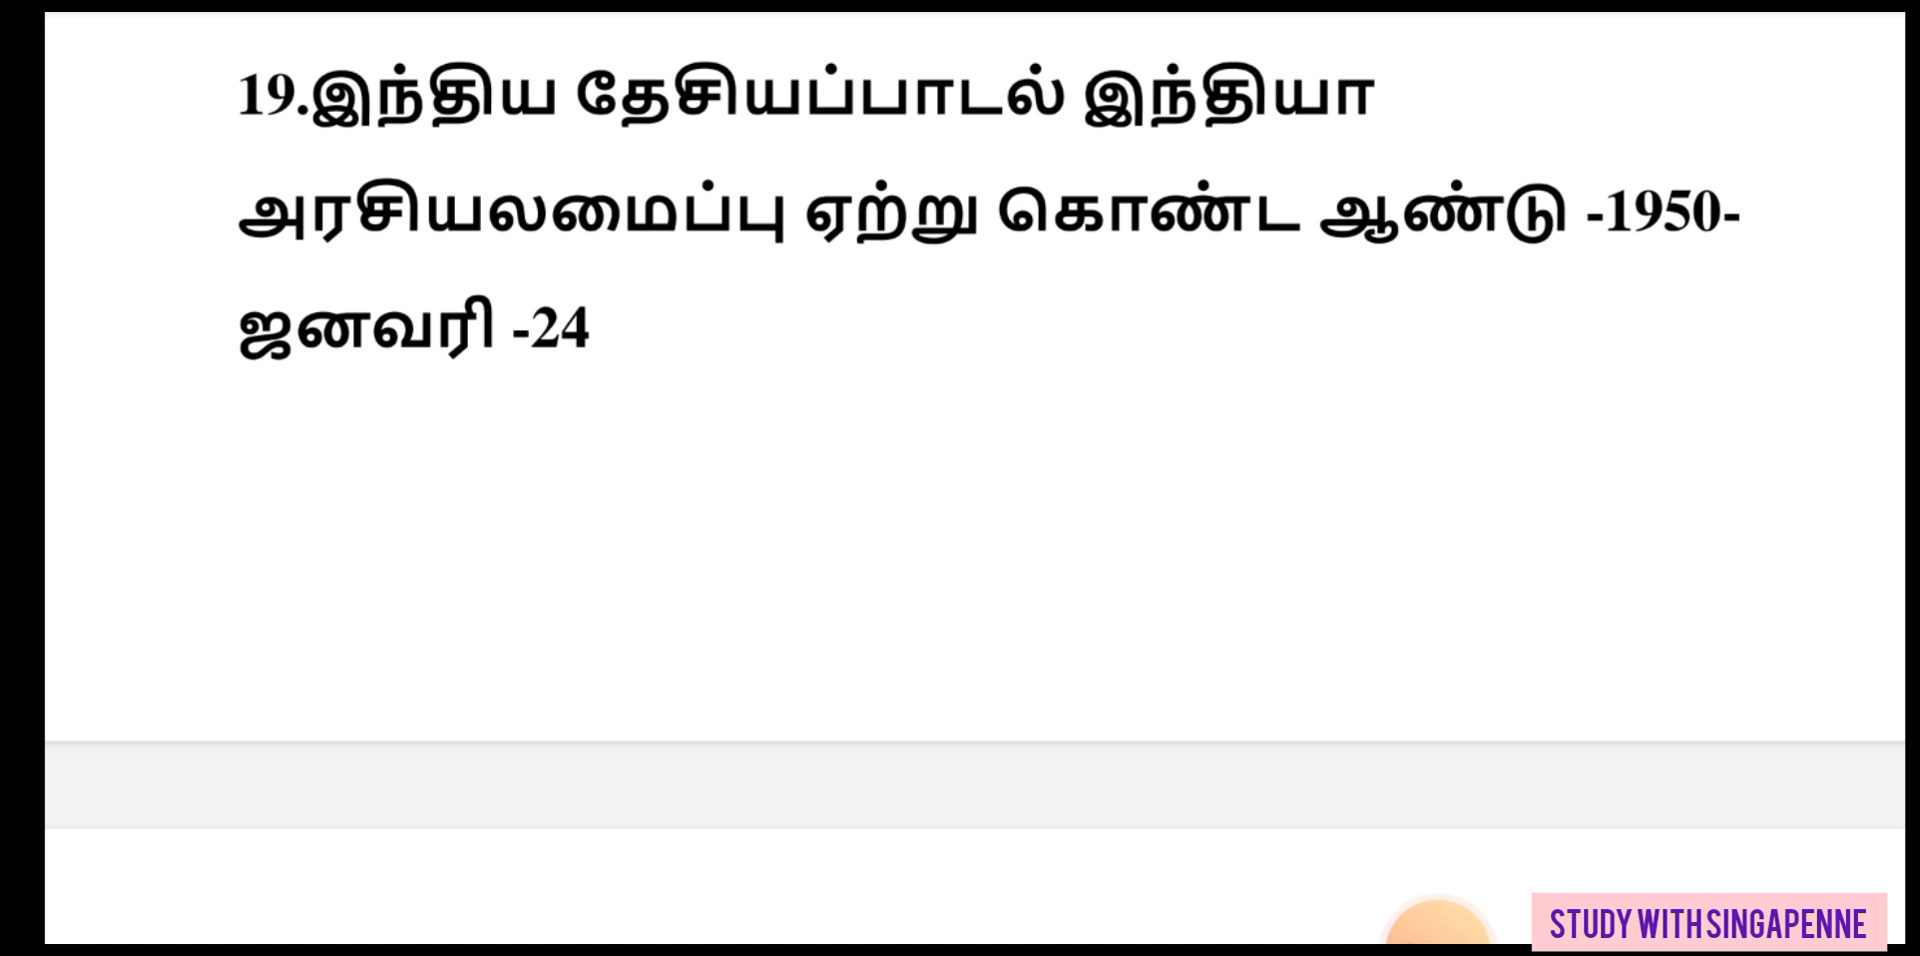 19.இந்திய தேசியப்பாடல் இந்தியா
அரசியலமைப்பு ஏற்று கொண்ட ஆண்டு -1950-
ஜனவரி -24
STUDY WITH SINGAPENNE